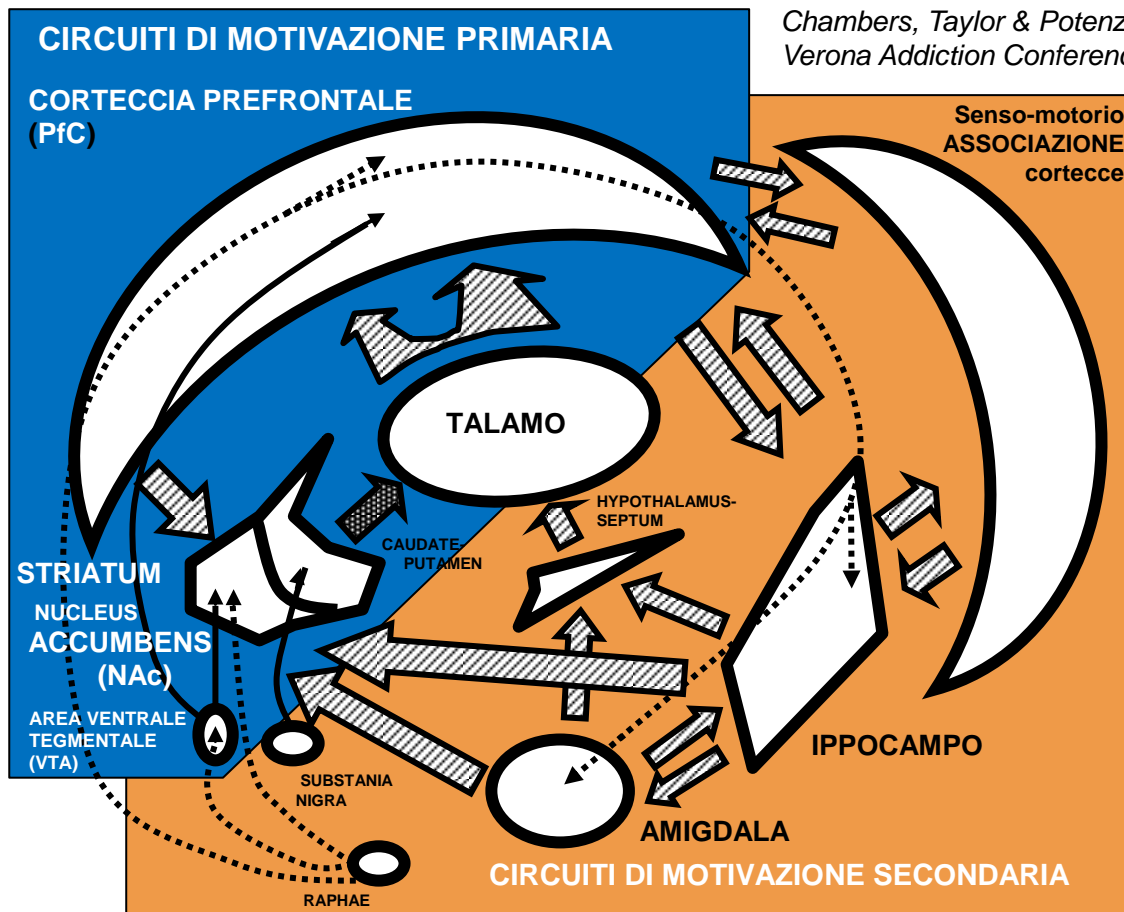 CIRCUITI DI MOTIVAZIONE PRIMARIA
Chambers, Taylor & Potenz
Verona Addiction Conferenc
CORTECCIA PREFRONTALE
(PfC)
Senso-motorio
ASSOCIAZIONE
cortecce
TALAMO
HYPOTHALAMUS-
SEPTUM
CAUDATE-
PUTAMEN
STRIATUM
NUCLEUS
ACCUMBENS
(NAc)
AREA VENTRALE
TEGMENTALE
(VTA)
SUBSTANIA
NIGRA
IPPOCAMPO
AMIGDALA
RAPHAE
CIRCUITI DI MOTIVAZIONE SECONDARIA